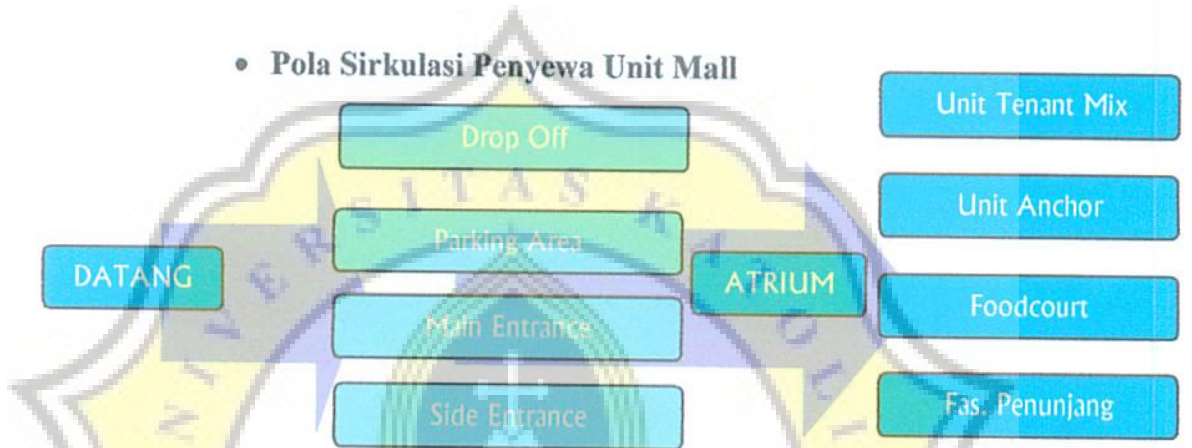 • Pola Sirkulasi Penyewa Unit Mall
DATANG
Drop Off
Parking Area
Main Entrance
Side Entrance
ATRIUM
Unit Tenant Mix
Unit Anchor
Foodcourt
Fas. Penunjang